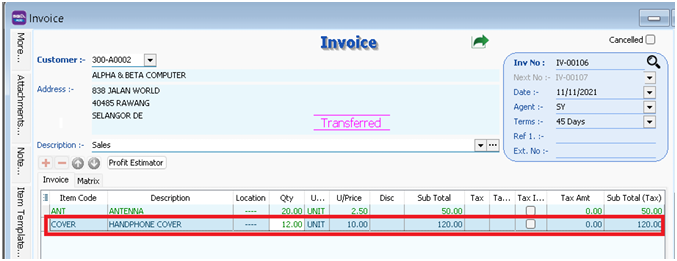 Invoice
More...
Attachments...
Note...
Item Template...
Invoice
Cancelled
Customer :- 300-A0002
ALPHA & BETA COMPUTER
Address :- 838 JALAN WORLD
40485 RAWANG
SELANGOR DE
Transferred
Description :- Sales
Inv No : IV-00106
Next No :- IV-00107
Date :- 11/11/2021
Agent :- SY
Terms :- 45 Days
Ref 1. :-
Ext. No :-
Profit Estimator
Invoice Matrix
Item Code Description Location Qty U... U/Price Disc Sub Total Tax Ta... Tax I... Tax Amt Sub Total (Tax)
ANT ANTENNA ---- 20.00 UNIT 2.50 50.00 0.00 50.00
COVER HANDPHONE COVER ---- 12.00 UNIT 10.00 120.00 0.00 120.00